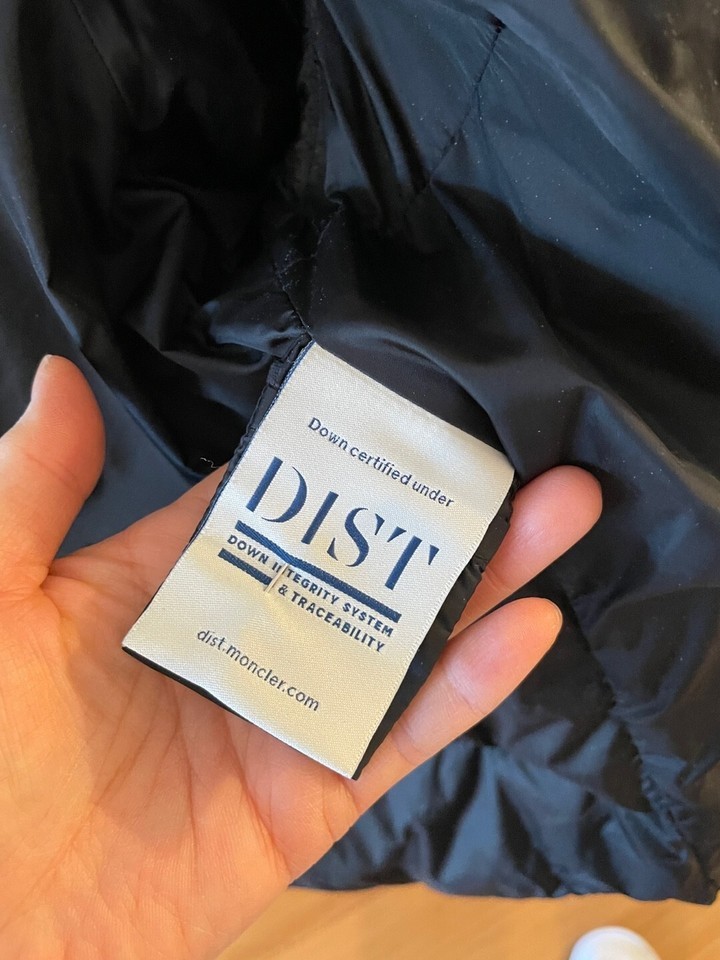 Down certified under
DIST
DOWN INTEGRITY SYSTEM
& TRACEABILITY
dist.moncler.com